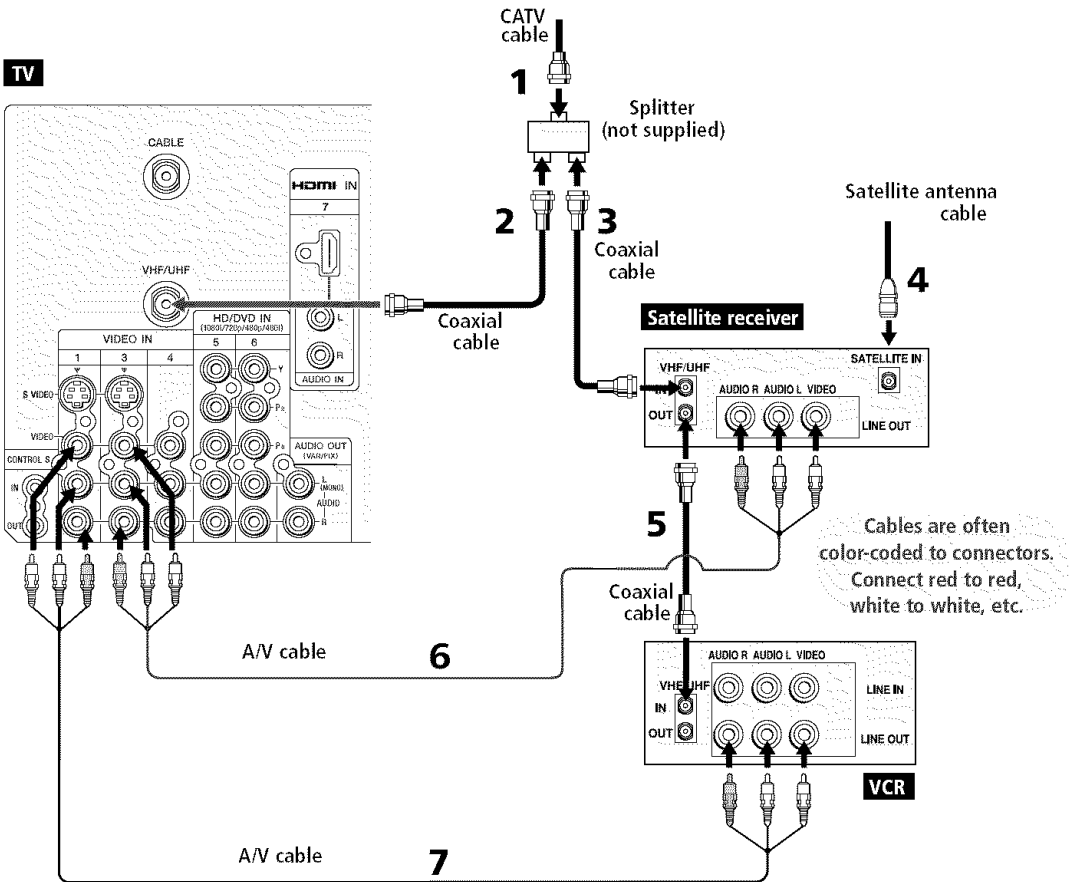 CATV
cable
TV
1
Splitter
(not supplied)
CABLE
HDMI IN
7
Satellite antenna
cable
2
3
Coaxial
cable
4
VHF/UHF
L
R
AUDIO IN
Coaxial
cable
HD/DVD IN
(1080i/720p/480p/480i)
5 6
VIDEO IN
1 3 4
Satellite receiver
SATELLITE IN
VHF/UHF
IN
OUT
AUDIO R AUDIO L VIDEO
LINE OUT
S VIDEO
VIDEO
Y
PB
PR
CONTROL S
IN
OUT
AUDIO OUT
(VAR/FIX)
L
(MONO)
AUDIO
R
5
Cables are often
color-coded to connectors.
Connect red to red,
white to white, etc.
Coaxial
cable
A/V cable
6
AUDIO R AUDIO L VIDEO
VHF/UHF
IN
OUT
LINE IN
LINE OUT
VCR
A/V cable
7